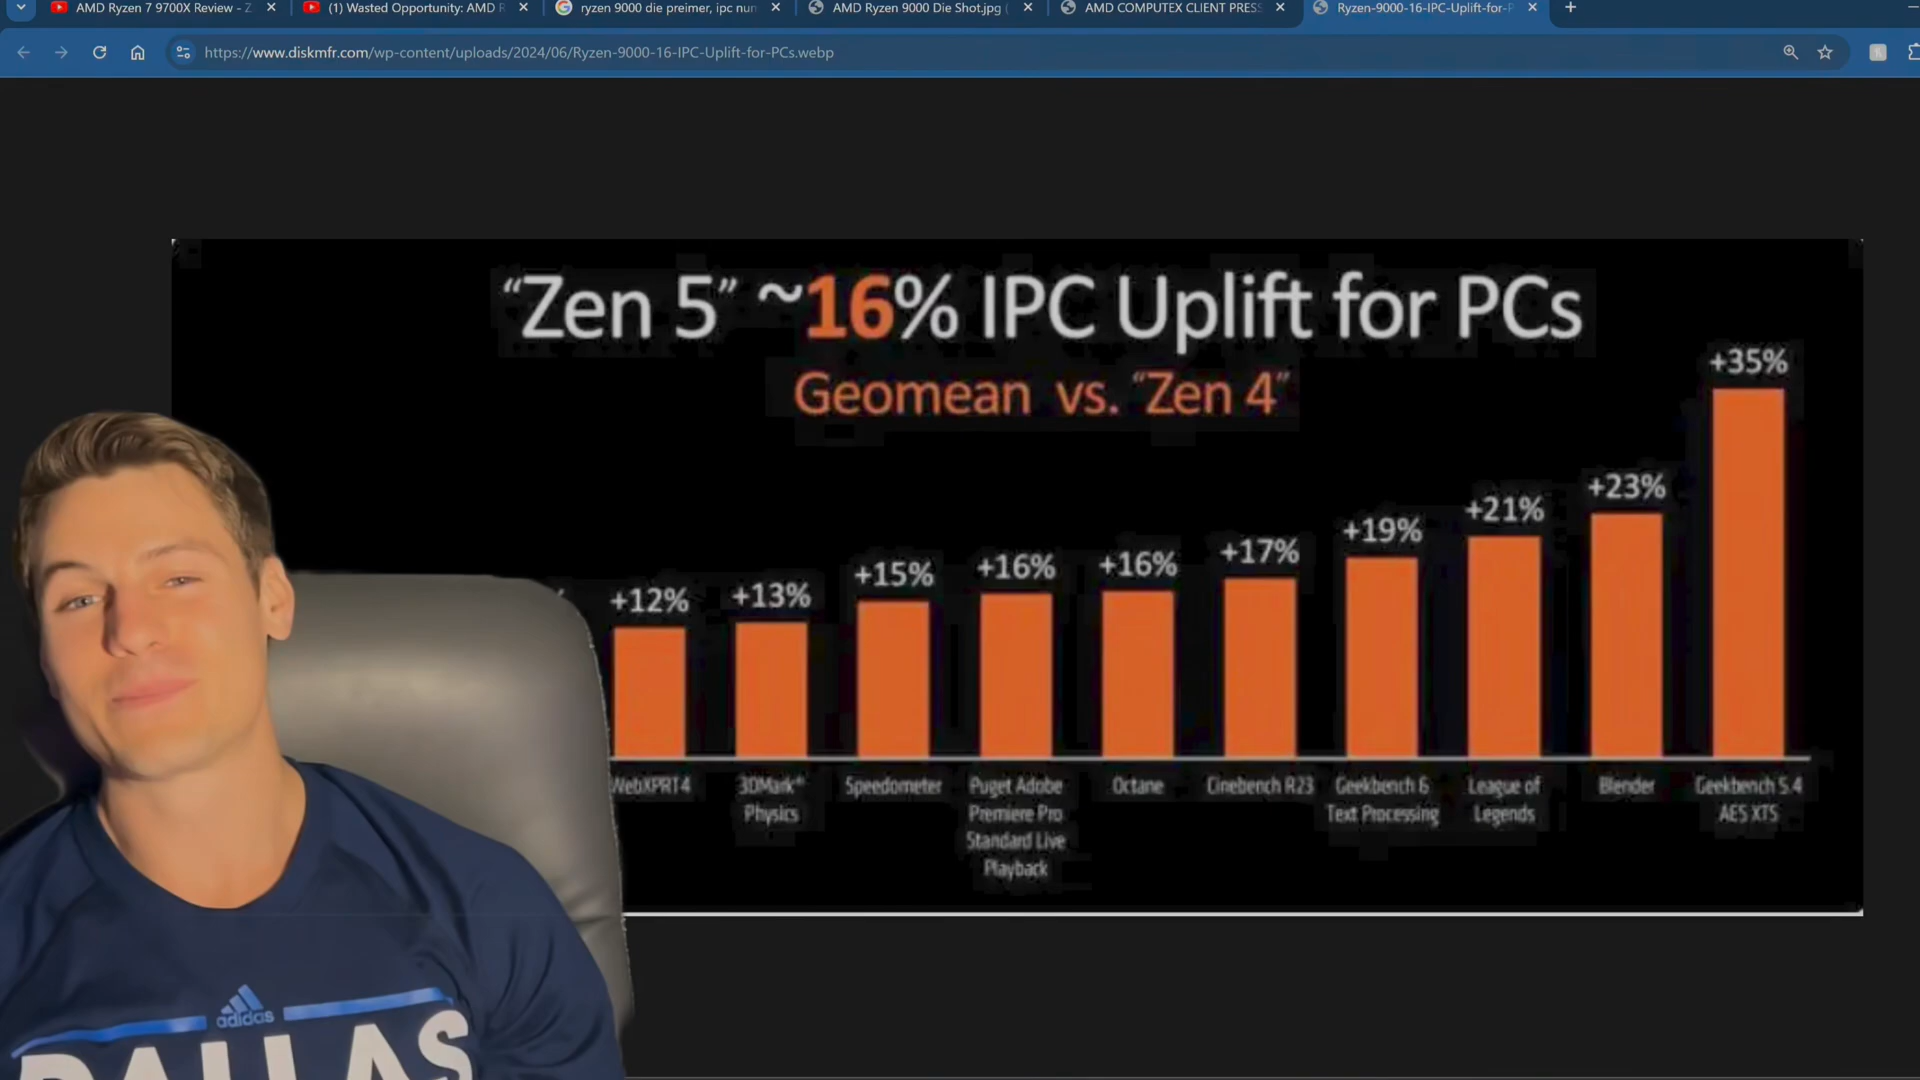 AMD Ryzen 7 9700X Review - Z
(1) Wasted Opportunity: AMD R
ryzen 9000 die preimer, ipc nun
AMD Ryzen 9000 Die Shot.jpg (
AMD COMPUTEX CLIENT PRESS
Ryzen-9000-16-IPC-Uplift-for-P
https://www.diskmfr.com/wp-content/uploads/2024/06/Ryzen-9000-16-IPC-Uplift-for-PCs.webp
“Zen 5” ~16% IPC Uplift for PCs
Geomean vs. “Zen 4”
+12%
+13%
+15%
+16%
+16%
+17%
+19%
+21%
+23%
+35%
WebXPRT4
3DMark®
Physics
Speedometer
Puget Adobe
Premiere Pro
Standard Live
Playback
Octane
Cinebench R23
Geekbench 6
Text Processing
League of
Legends
Blender
Geekbench 5.4
AES XTS
adidas
DALLAS